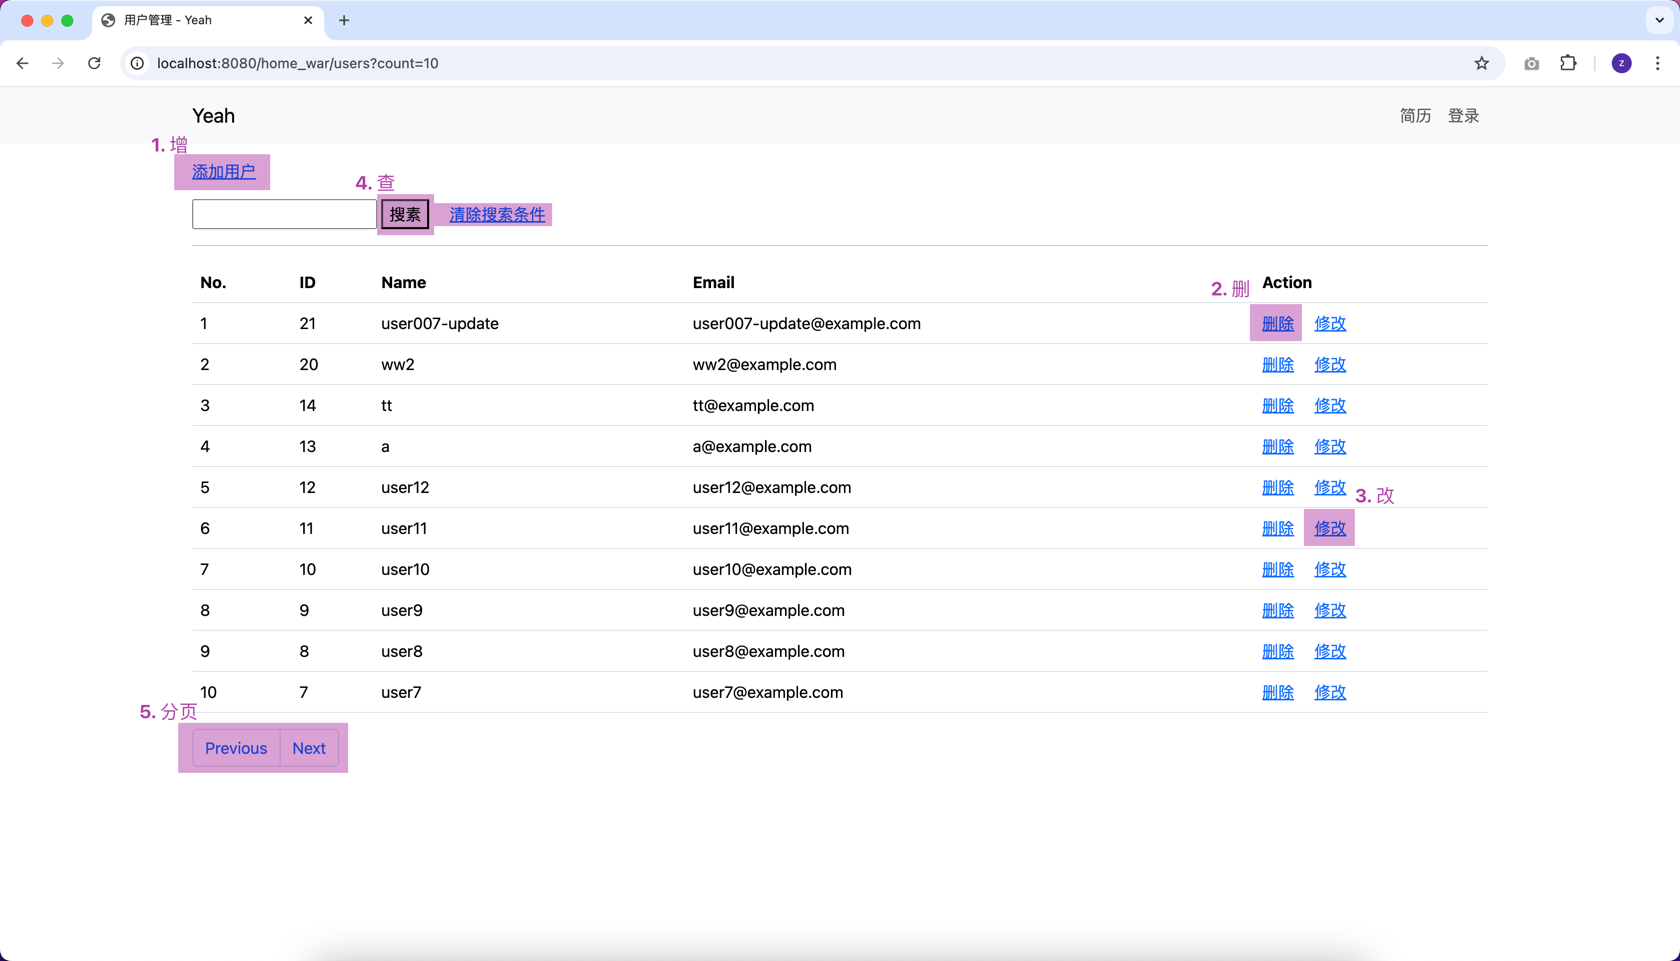 用户管理 - Yeah
localhost:8080/home_war/users?count=10
z
Yeah 简历 登录
1. 增
添加用户
4. 查
搜素 清除搜索条件
No. ID Name Email Action
2. 删
1 21 user007-update user007-update@example.com 删除 修改
2 20 ww2 ww2@example.com 删除 修改
3 14 tt tt@example.com 删除 修改
4 13 a a@example.com 删除 修改
5 12 user12 user12@example.com 删除 修改
3. 改
6 11 user11 user11@example.com 删除 修改
7 10 user10 user10@example.com 删除 修改
8 9 user9 user9@example.com 删除 修改
9 8 user8 user8@example.com 删除 修改
10 7 user7 user7@example.com 删除 修改
5. 分页
Previous Next